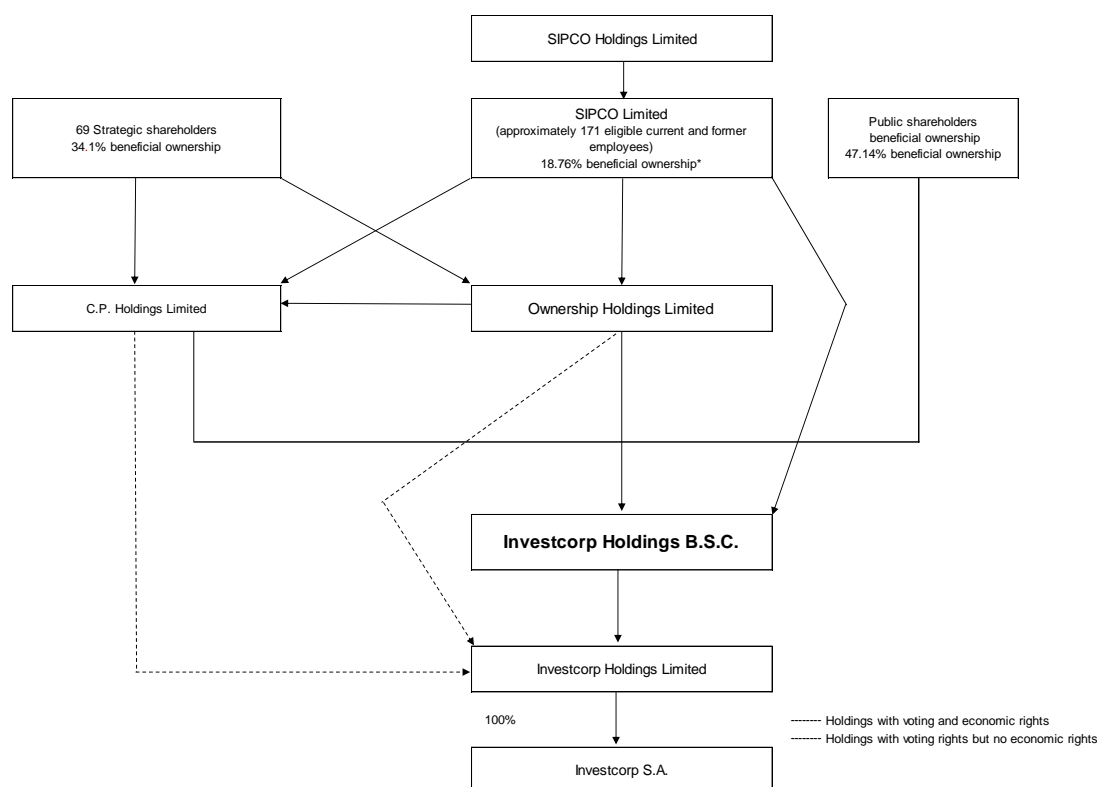 SIPCO Holdings Limited
69 Strategic shareholders
34.1% beneficial ownership
SIPCO Limited
(approximately 171 eligible current and former
employees)
18.76% beneficial ownership*
Public shareholders
beneficial ownership
47.14% beneficial ownership
C.P. Holdings Limited
Ownership Holdings Limited
Investcorp Holdings B.S.C.
Investcorp Holdings Limited
100%
-------- Holdings with voting and economic rights
-------- Holdings with voting rights but no economic rights
Investcorp S.A.